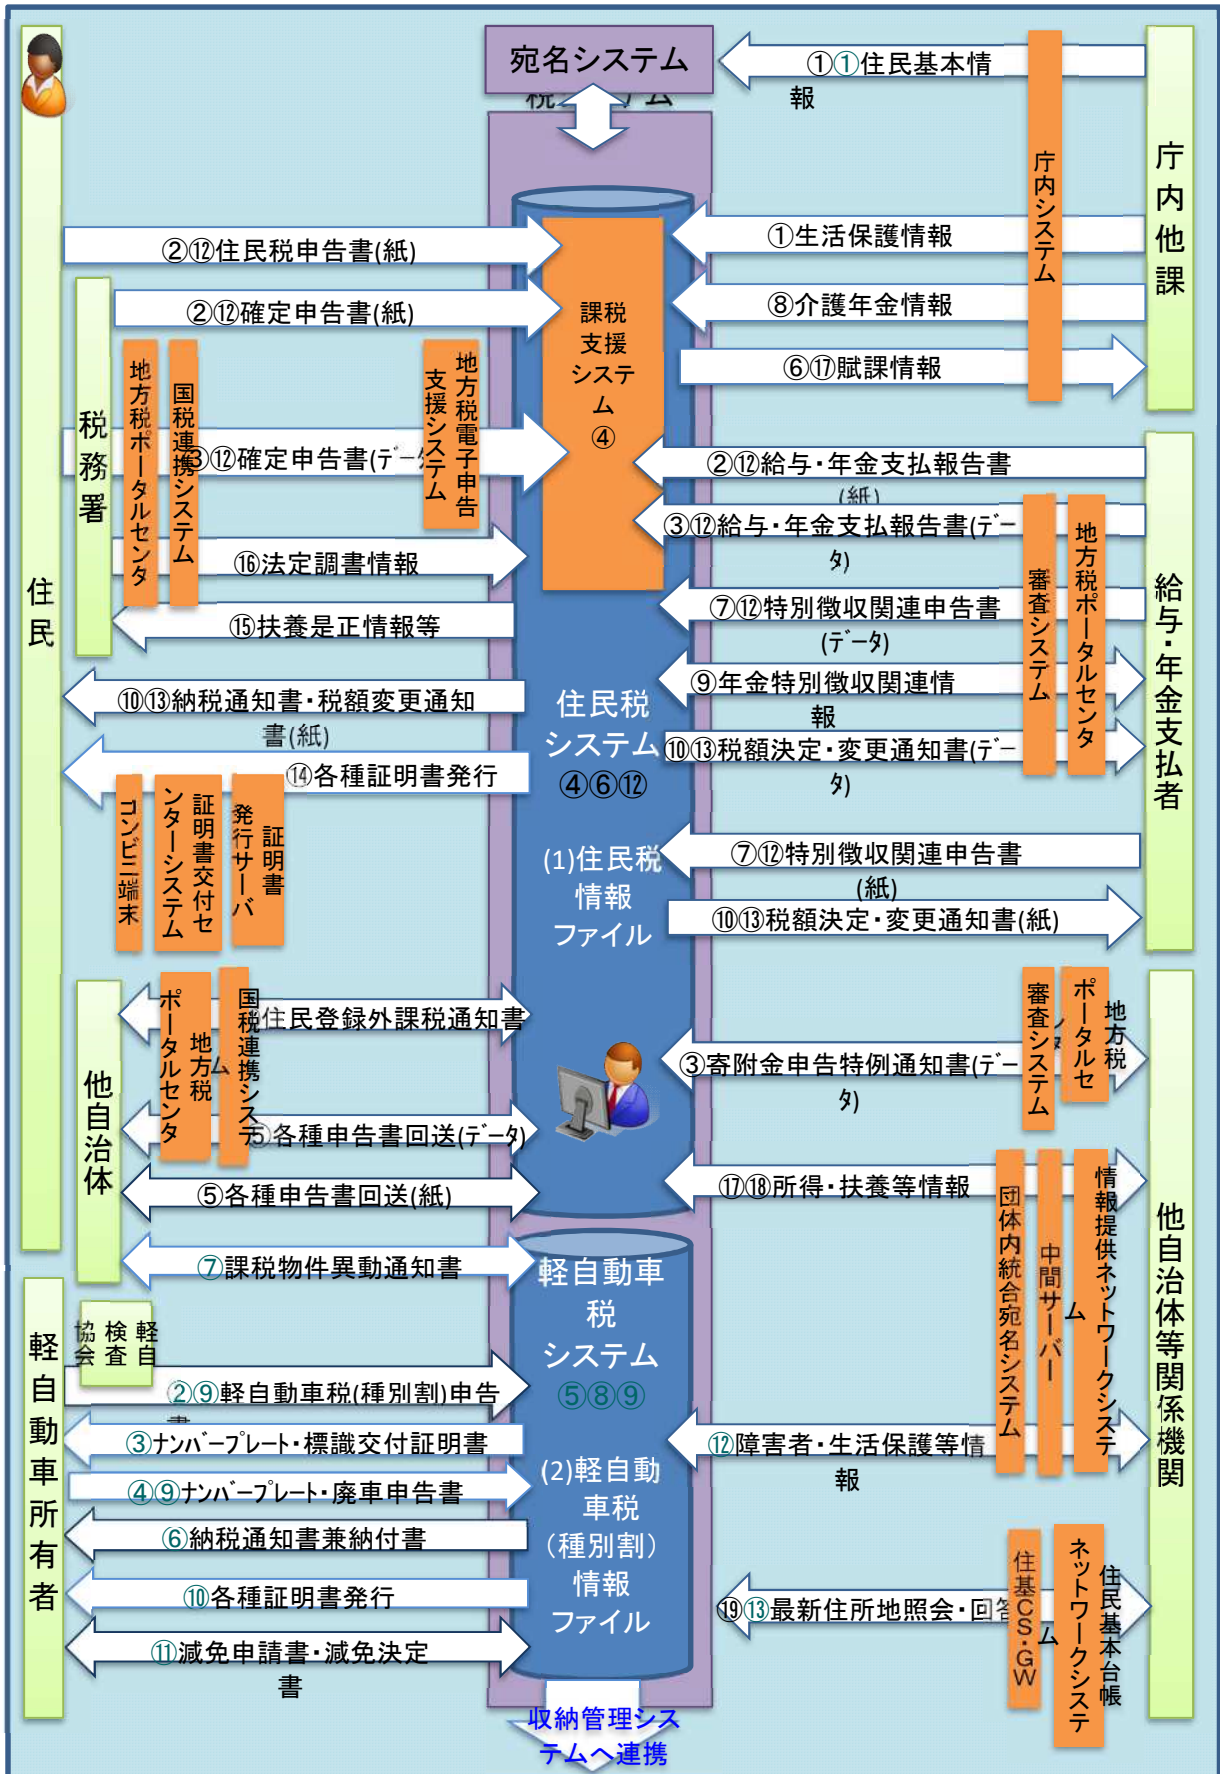 宛名システム
税システム
①①住民基本情
報
庁内システム
庁内他課
②⑫住民税申告書(紙)
①生活保護情報
②⑫確定申告書(紙)
⑧介護年金情報
課税
支援
システ
ム
④
⑥⑰賦課情報
税務署
地方税ポータルセンタ
国税連携システム
地方税電子申告
支援システム
③⑫確定申告書(データ
②⑫給与・年金支払報告書
(紙)
③⑫給与・年金支払報告書(デー
タ)
⑯法定調書情報
審査システム
地方税ポータルセンタ
給与・年金支払者
住民
⑮扶養是正情報等
⑦⑫特別徴収関連申告書
(データ)
⑨年金特別徴収関連情
報
⑩⑬納税通知書・税額変更通知
書(紙)
住民税
システム
④⑥⑫
⑩⑬税額決定・変更通知書(デー
タ)
⑭各種証明書発行
コンビニ端末
証明書交付セ
ンターシステム
証明書
発行サーバ
(1)住民税
情報
ファイル
⑦⑫特別徴収関連申告書
(紙)
⑩⑬税額決定・変更通知書(紙)
他自治体
地方税
ポータルセンタ
国税連携システ
ム
住民登録外課税通知書
審査システム
地方税
ポータルセ
ンタ
③寄附金申告特例通知書(デー
タ)
⑤各種申告書回送(データ)
⑤各種申告書回送(紙)
⑰⑱所得・扶養等情報
団体内統合宛名システム
中間サーバー
情報提供ネットワークシステ
ム
他自治体等関係機関
⑦課税物件異動通知書
軽自動車
税
システム
⑤⑧⑨
軽自
検査
協会
軽自動車所有者
②⑨軽自動車税(種別割)申告
書
③ナンバープレート・標識交付証明書
⑫障害者・生活保護等情
報
④⑨ナンバープレート・廃車申告書
(2)軽自動
車税
(種別割)
情報
ファイル
⑥納税通知書兼納付書
⑩各種証明書発行
⑲⑬最新住所地照会・回答
住基CS・GW
住民基本台帳
ネットワークシステ
ム
⑪減免申請書・減免決定
書
収納管理シス
テムへ連携